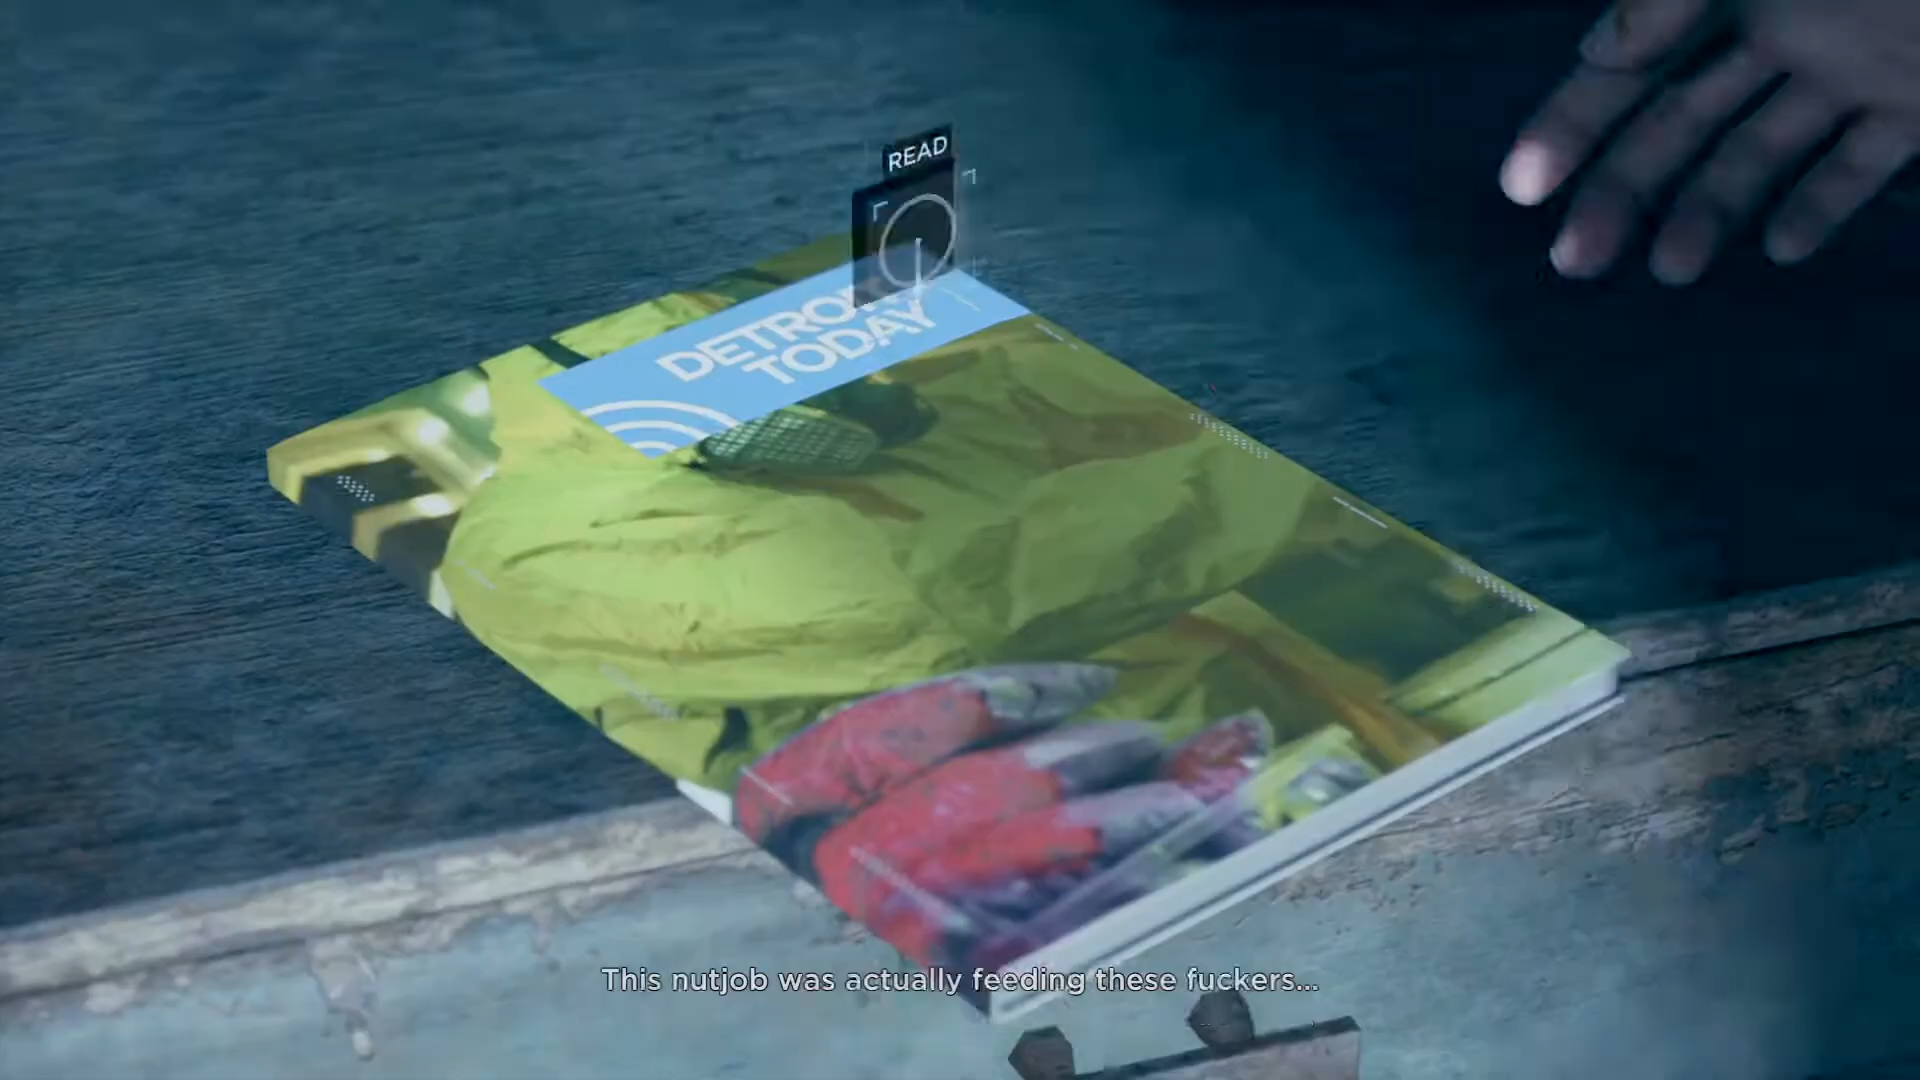 READ
DETROIT
TODAY
This nutjob was actually feeding these fuckers...